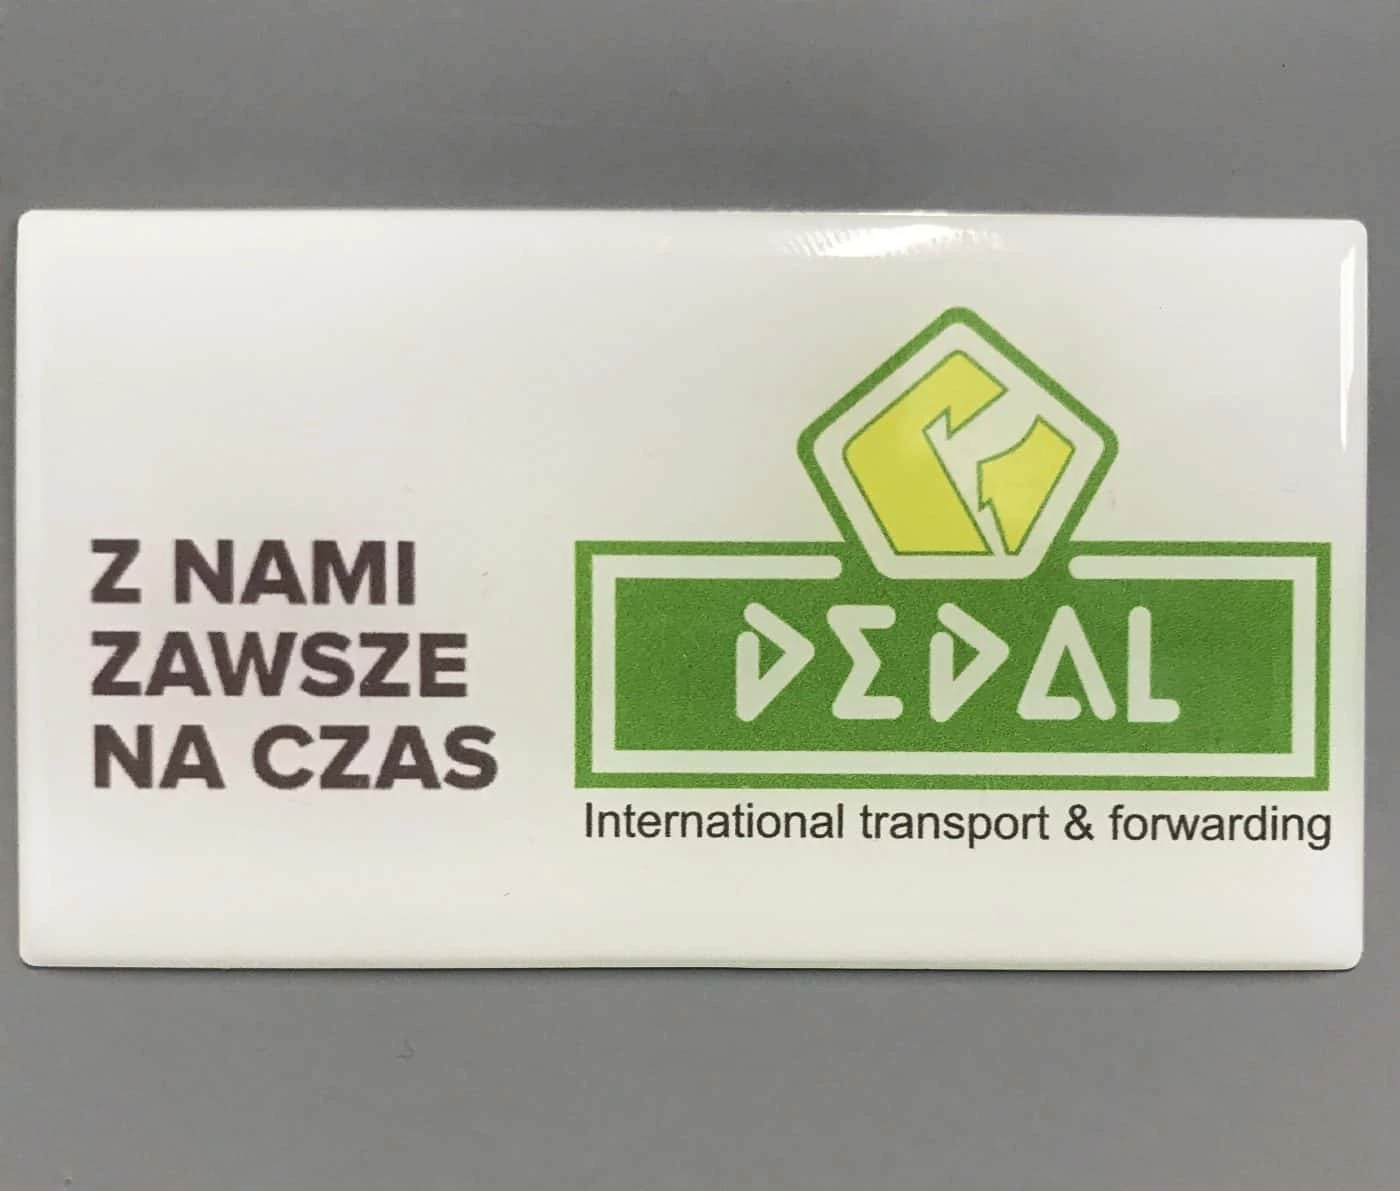 Z NAMI
ZAWSZE
NA CZAS
DEDAL
International transport & forwarding